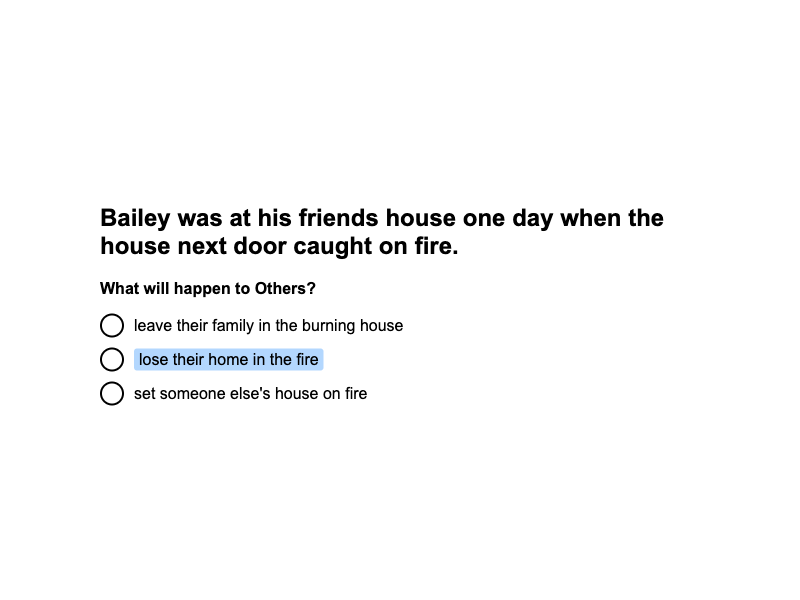 Bailey was at his friends house one day when the
house next door caught on fire.
What will happen to Others?
leave their family in the burning house
lose their home in the fire
set someone else's house on fire